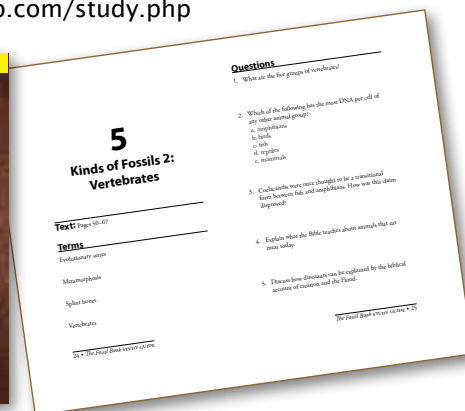 o.com/study.php
5
Kinds of Fossils 2:
Vertebrates
Text: Pages 50–67
Terms
Evolutionary series
Metamorphosis
Splint bones
Vertebrates
24 • The Fossil Book STUDY GUIDE
Questions
1. What are the five groups of vertebrates?
2. Which of the following has the most DNA per cell of
any other animal group?
a. amphibians
b. birds
c. fish
d. reptiles
e. mammals
3. Coelacanths were once thought to be a transitional
form between fish and amphibians. How was this claim
disproved?
4. Explain what the Bible teaches about animals that eat
meat today.
5. Discuss how dinosaurs can be explained by the biblical
account of creation and the Flood.
The Fossil Book STUDY GUIDE • 25